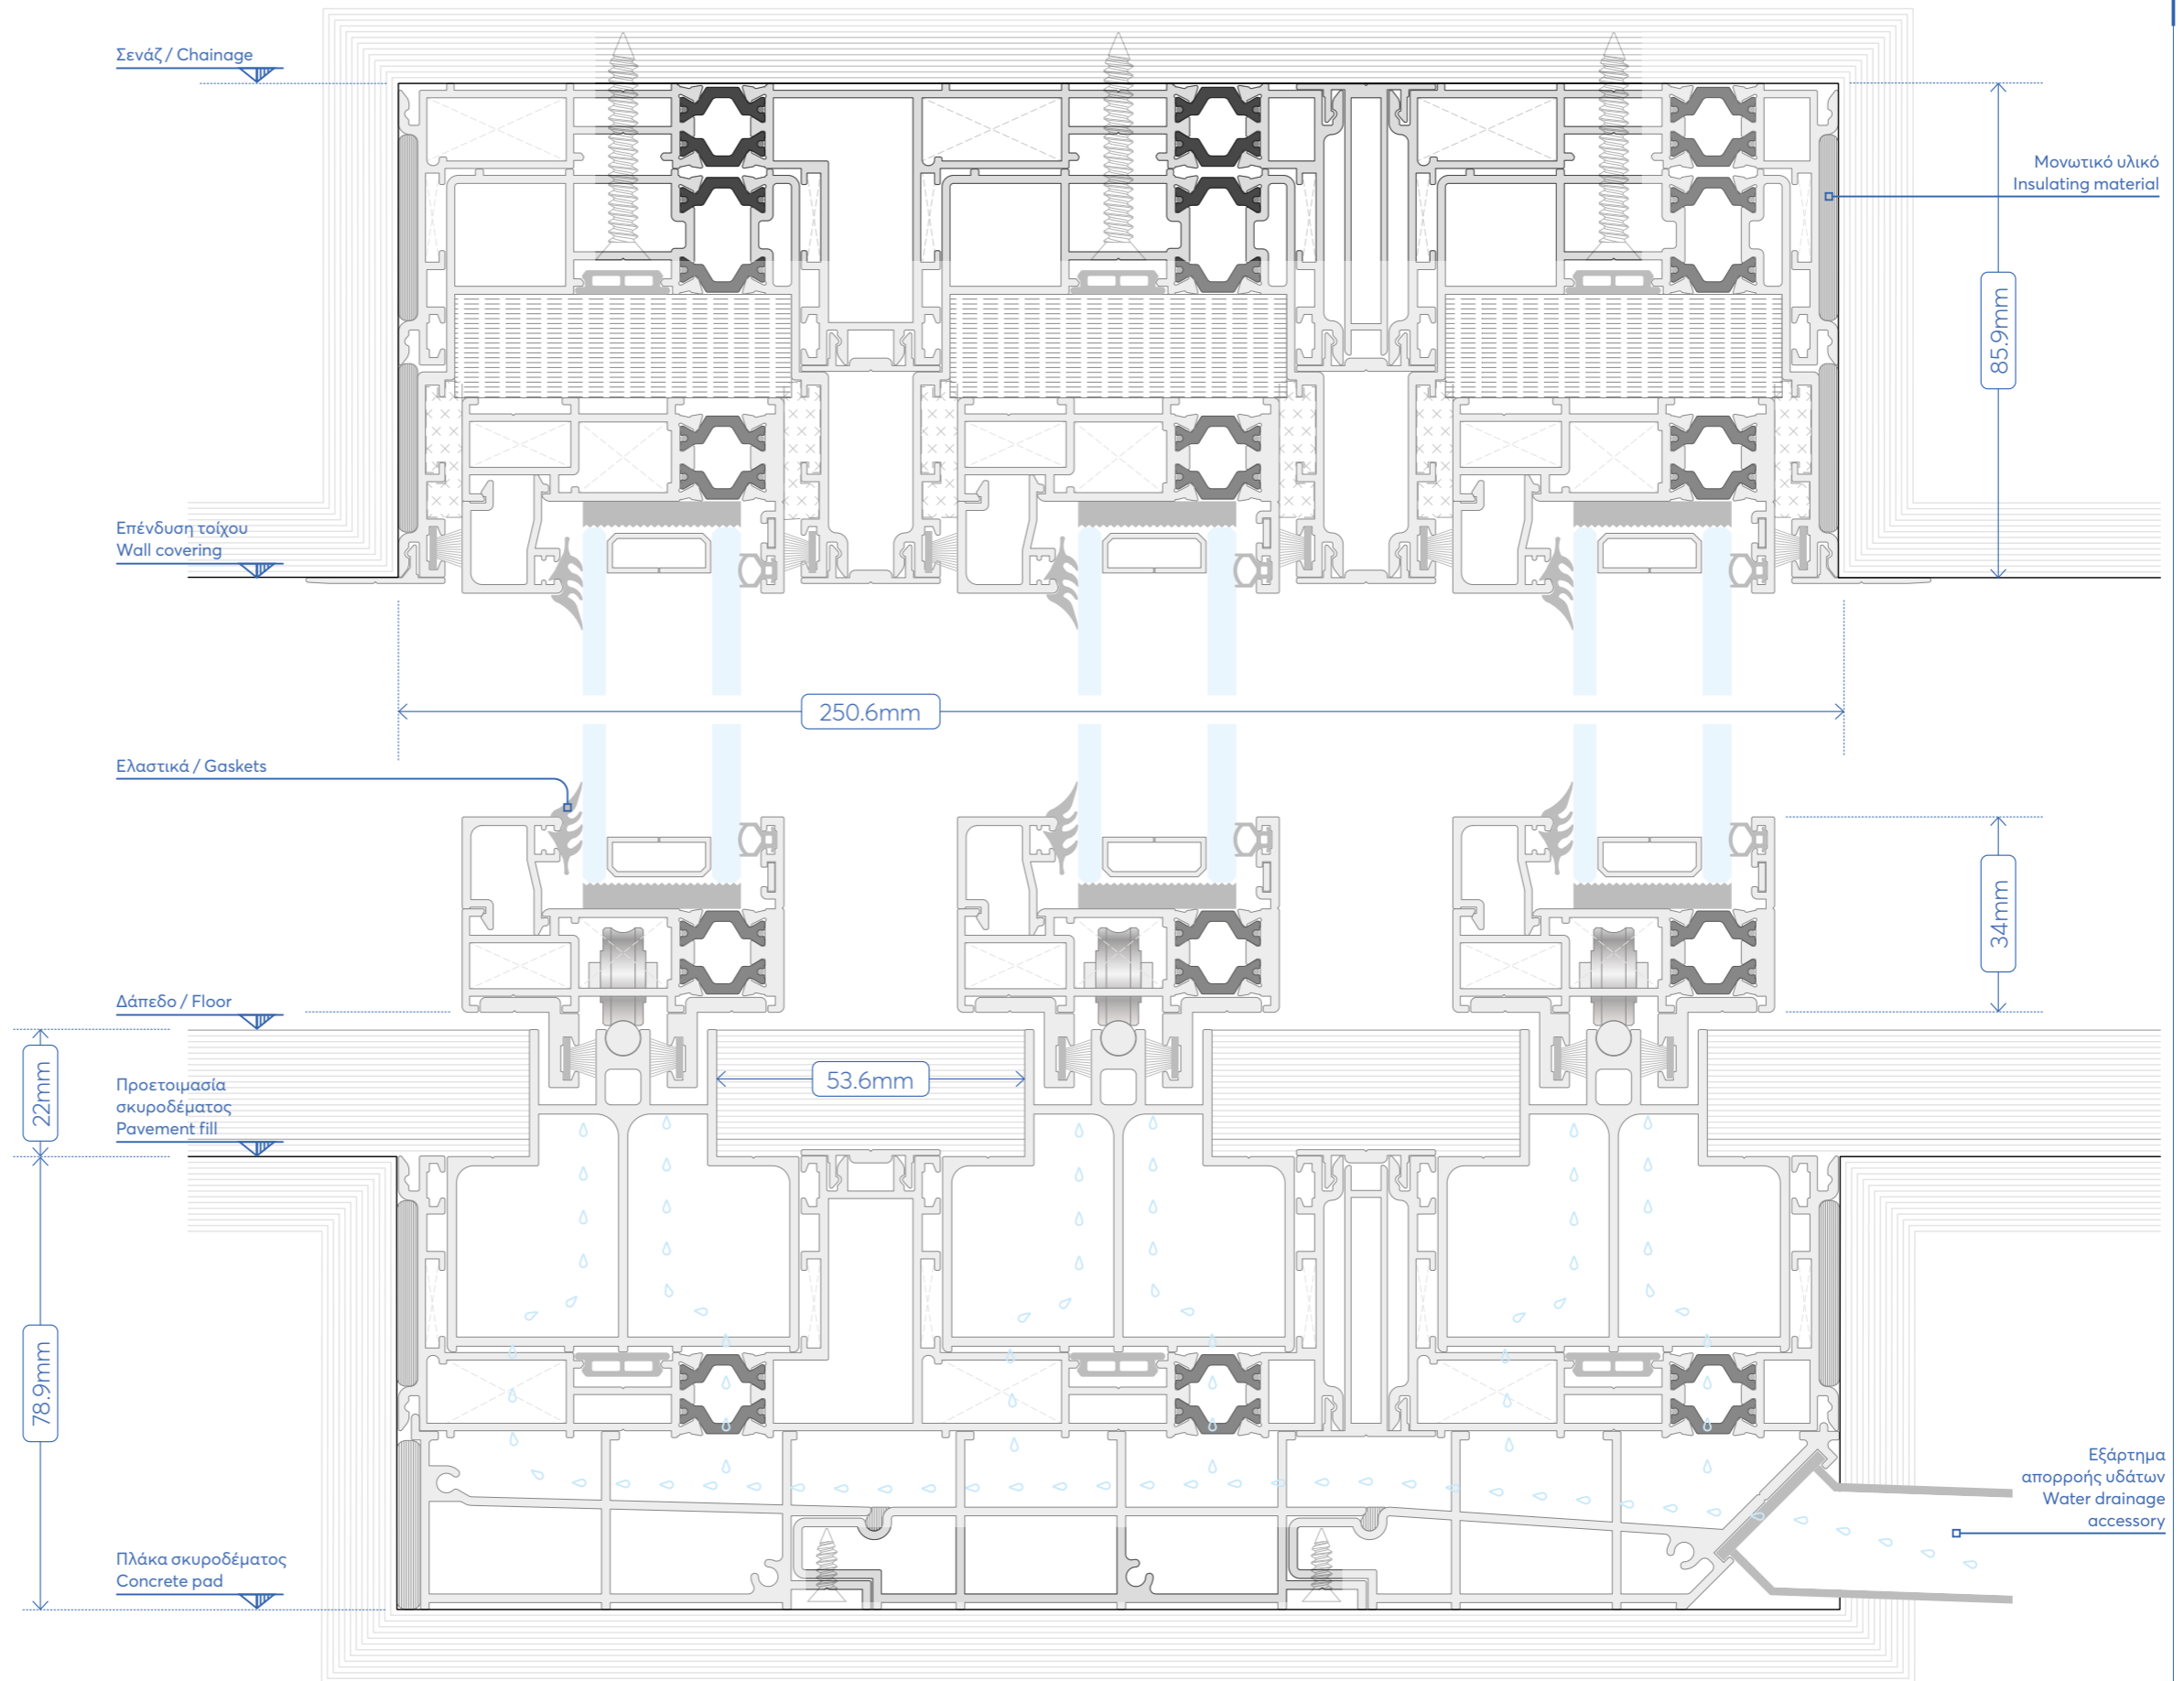 Σενάζ / Chainage
Μονωτικό υλικό
Insulating material
85.9mm
Επένδυση τοίχου
Wall covering
250.6mm
Ελαστικά / Gaskets
34mm
Δάπεδο / Floor
22mm
53.6mm
Προετοιμασία
σκυροδέματος
Pavement fill
78.9mm
Εξάρτημα
απορροής υδάτων
Water drainage
accessory
Πλάκα σκυροδέματος
Concrete pad